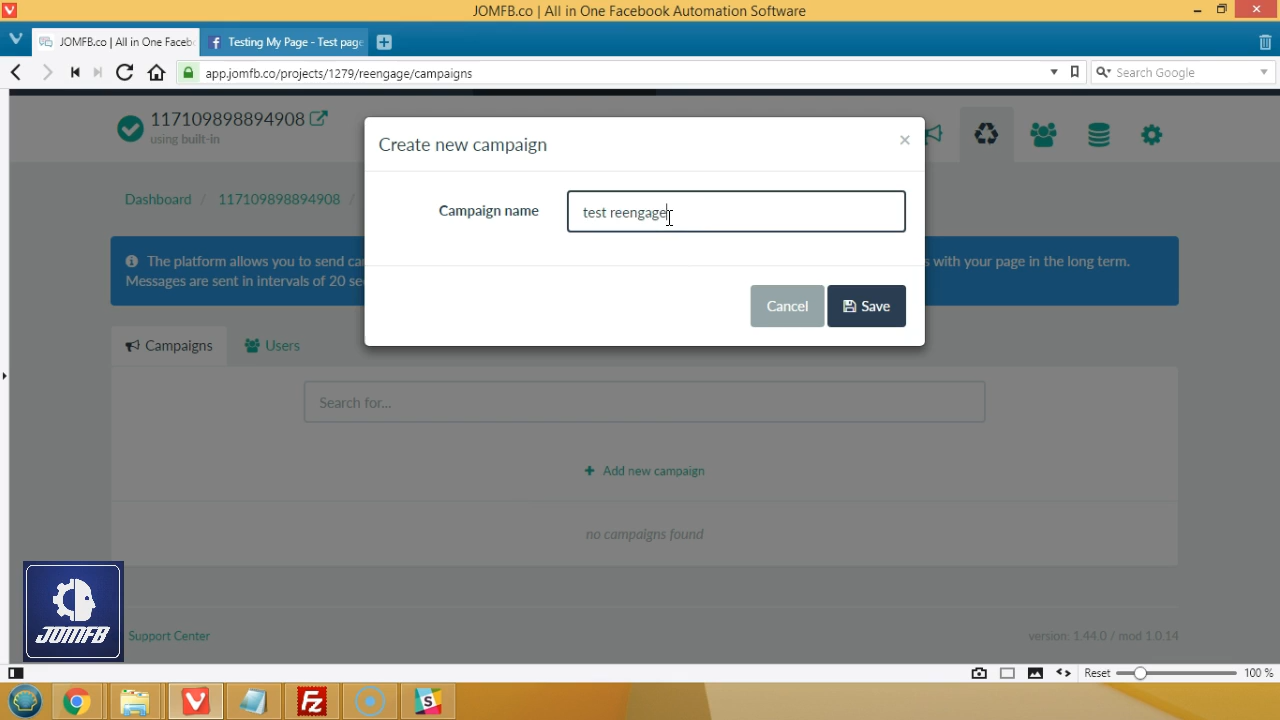 JOMFB.co | All in One Facebook Automation Software
JOMFB.co | All in One Faceb
Testing My Page - Test page
app.jomfb.co/projects/1279/reengage/campaigns
Search Google
117109898894908
using built-in
Create new campaign
×
Dashboard / 117109898894908 /
Campaign name
test reengage
The platform allows you to send ca
s with your page in the long term.
Messages are sent in intervals of 20 se
Cancel
Save
Campaigns
Users
Search for...
+ Add new campaign
no campaigns found
JOMFB
Support Center
version: 1.44.0 / mod 1.0.14
Reset
100 %